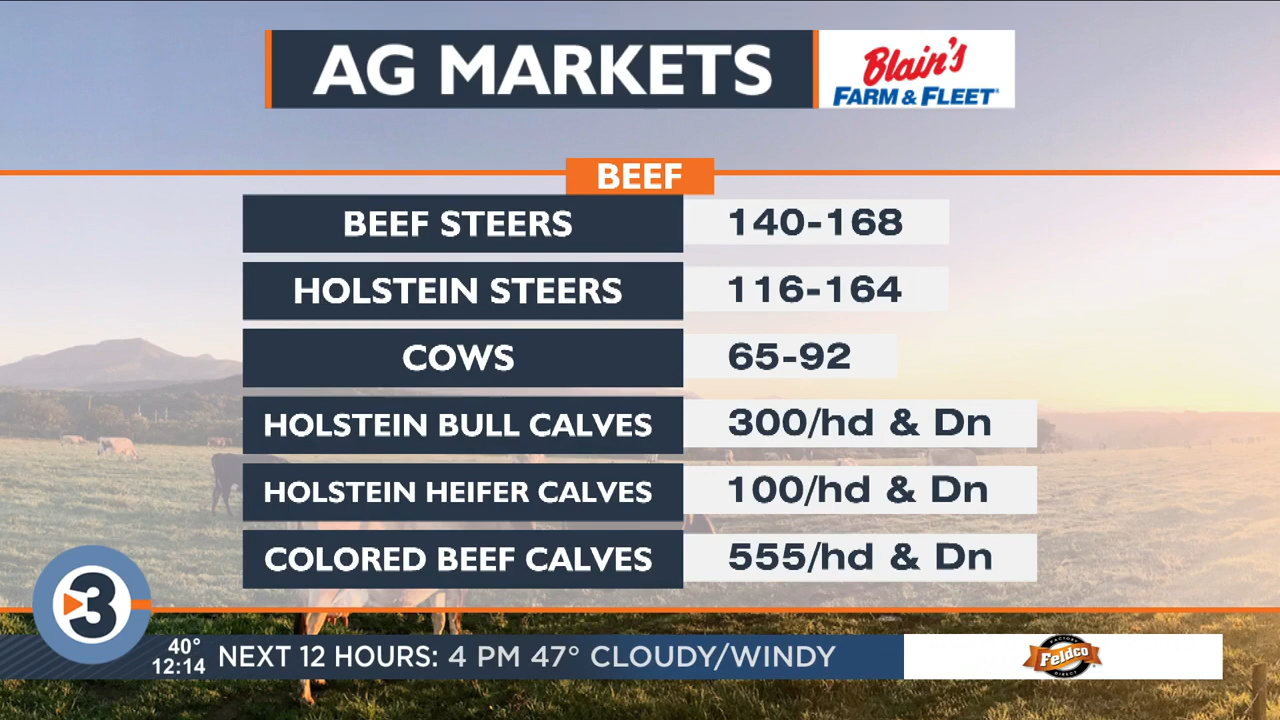 AG MARKETS
Blain's
FARM & FLEET
BEEF
BEEF STEERS 140-168
HOLSTEIN STEERS 116-164
COWS 65-92
HOLSTEIN BULL CALVES 300/hd & Dn
HOLSTEIN HEIFER CALVES 100/hd & Dn
COLORED BEEF CALVES 555/hd & Dn
3
40°
12:14
NEXT 12 HOURS: 4 PM 47° CLOUDY/WINDY
FACTORY
Feldco
DIRECT